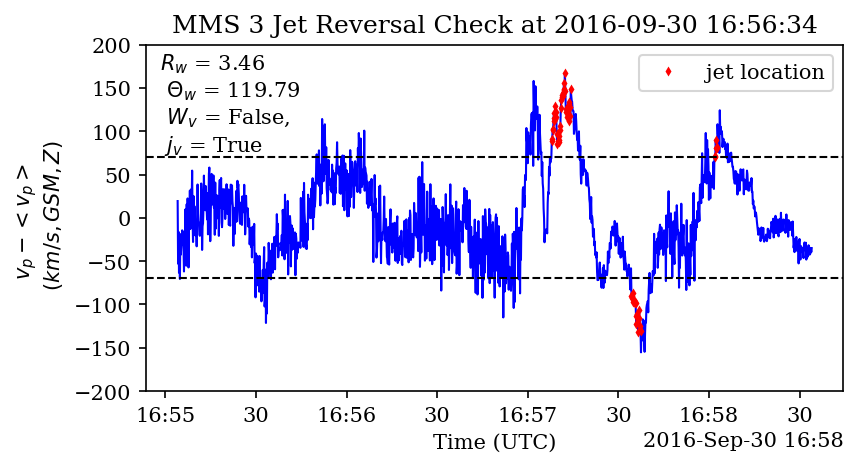 MMS 3 Jet Reversal Check at 2016-09-30 16:56:34
R_w = 3.46
Θ_w = 119.79
W_v = False,
j_v = True
jet location
v_p − <v_p>
(km/s, GSM, Z)
200
150
100
50
0
−50
−100
−150
−200
16:55 30 16:56 30 16:57 30 16:58 30
Time (UTC)
2016-Sep-30 16:58